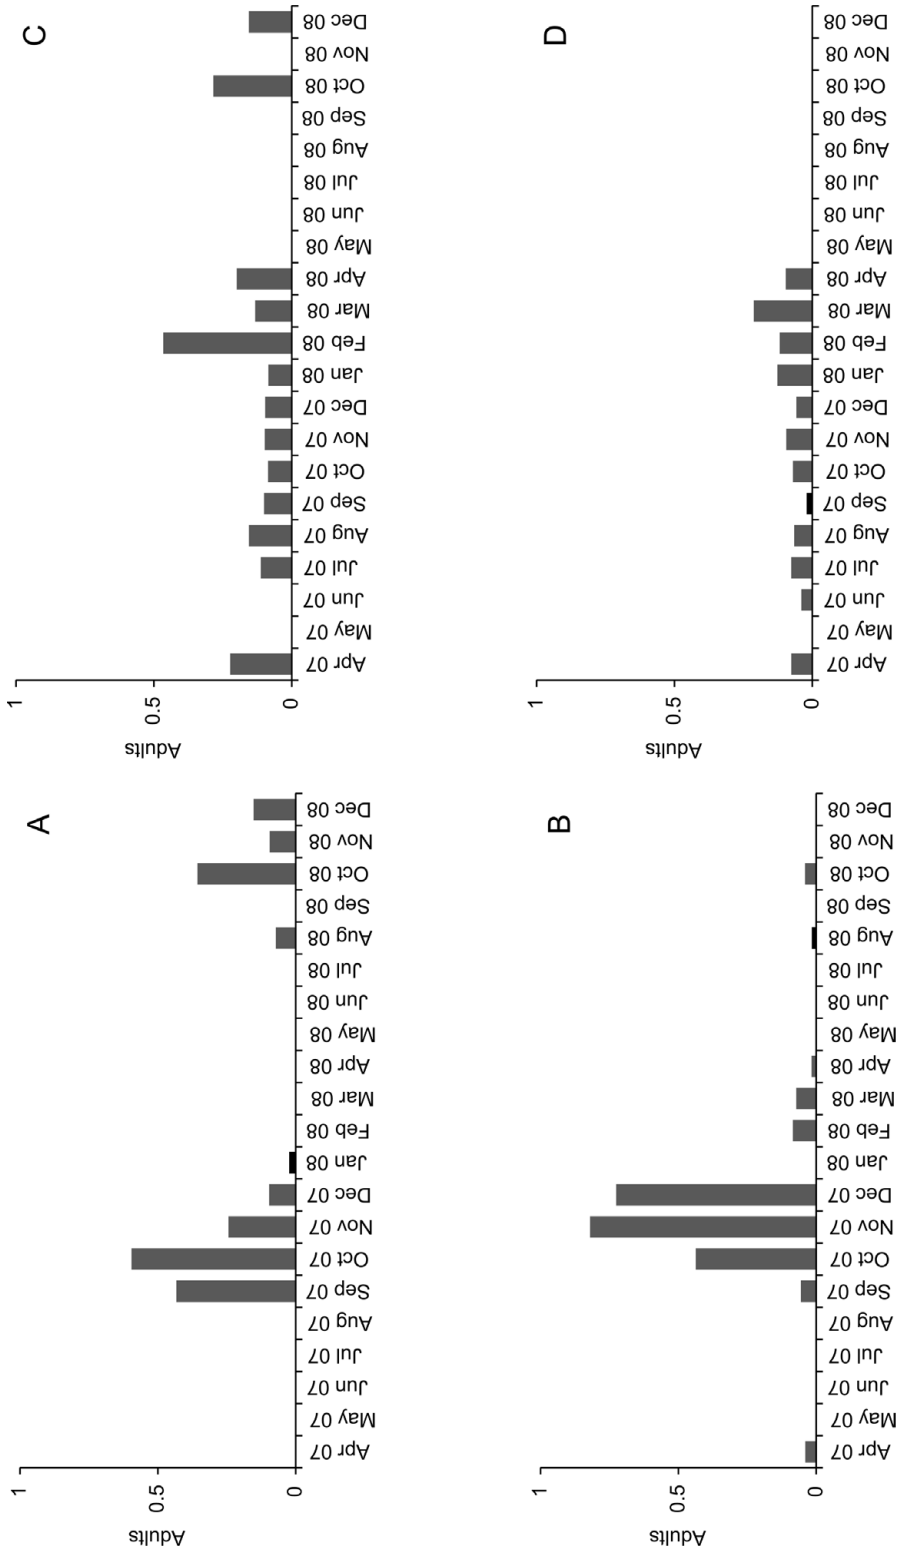 A
Adults
1
0.5
0
Apr 07
May 07
Jun 07
Jul 07
Aug 07
Sep 07
Oct 07
Nov 07
Dec 07
Jan 08
Feb 08
Mar 08
Apr 08
May 08
Jun 08
Jul 08
Aug 08
Sep 08
Oct 08
Nov 08
Dec 08
C
Adults
1
0.5
0
Apr 07
May 07
Jun 07
Jul 07
Aug 07
Sep 07
Oct 07
Nov 07
Dec 07
Jan 08
Feb 08
Mar 08
Apr 08
May 08
Jun 08
Jul 08
Aug 08
Sep 08
Oct 08
Nov 08
Dec 08
B
Adults
1
0.5
0
Apr 07
May 07
Jun 07
Jul 07
Aug 07
Sep 07
Oct 07
Nov 07
Dec 07
Jan 08
Feb 08
Mar 08
Apr 08
May 08
Jun 08
Jul 08
Aug 08
Sep 08
Oct 08
Nov 08
Dec 08
D
Adults
1
0.5
0
Apr 07
May 07
Jun 07
Jul 07
Aug 07
Sep 07
Oct 07
Nov 07
Dec 07
Jan 08
Feb 08
Mar 08
Apr 08
May 08
Jun 08
Jul 08
Aug 08
Sep 08
Oct 08
Nov 08
Dec 08